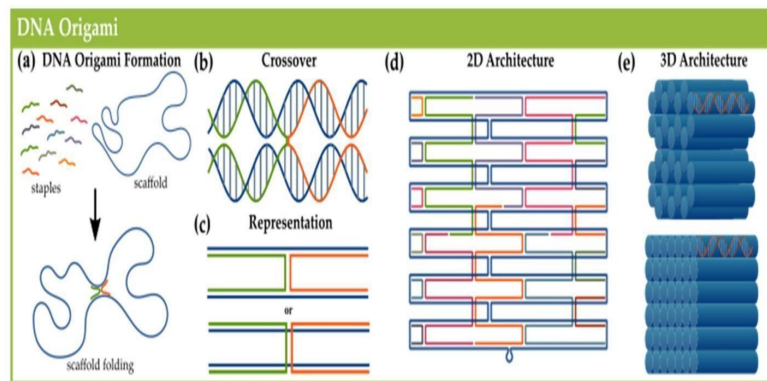 DNA Origami
(a) DNA Origami Formation
staples
scaffold
scaffold folding
(b) Crossover
(c) Representation
or
(d) 2D Architecture
(e) 3D Architecture